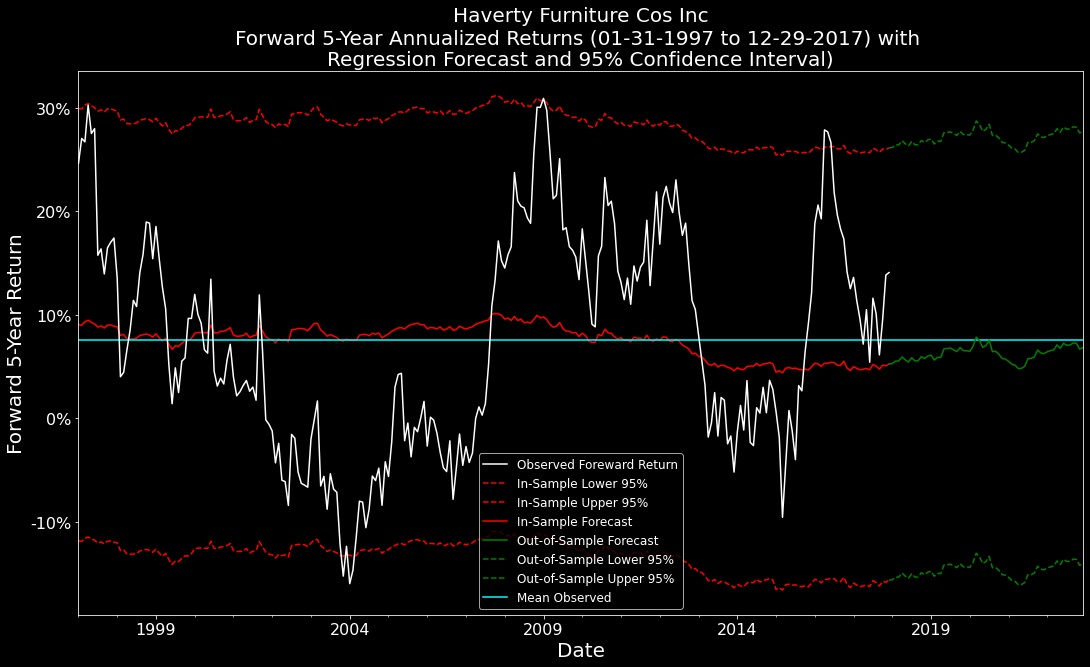 Haverty Furniture Cos Inc
Forward 5-Year Annualized Returns (01-31-1997 to 12-29-2017) with
Regression Forecast and 95% Confidence Interval)
Forward 5-Year Return
30%
20%
10%
0%
-10%
Observed Foreward Return
In-Sample Lower 95%
In-Sample Upper 95%
In-Sample Forecast
Out-of-Sample Forecast
Out-of-Sample Lower 95%
Out-of-Sample Upper 95%
Mean Observed
1999
2004
2009
2014
2019
Date